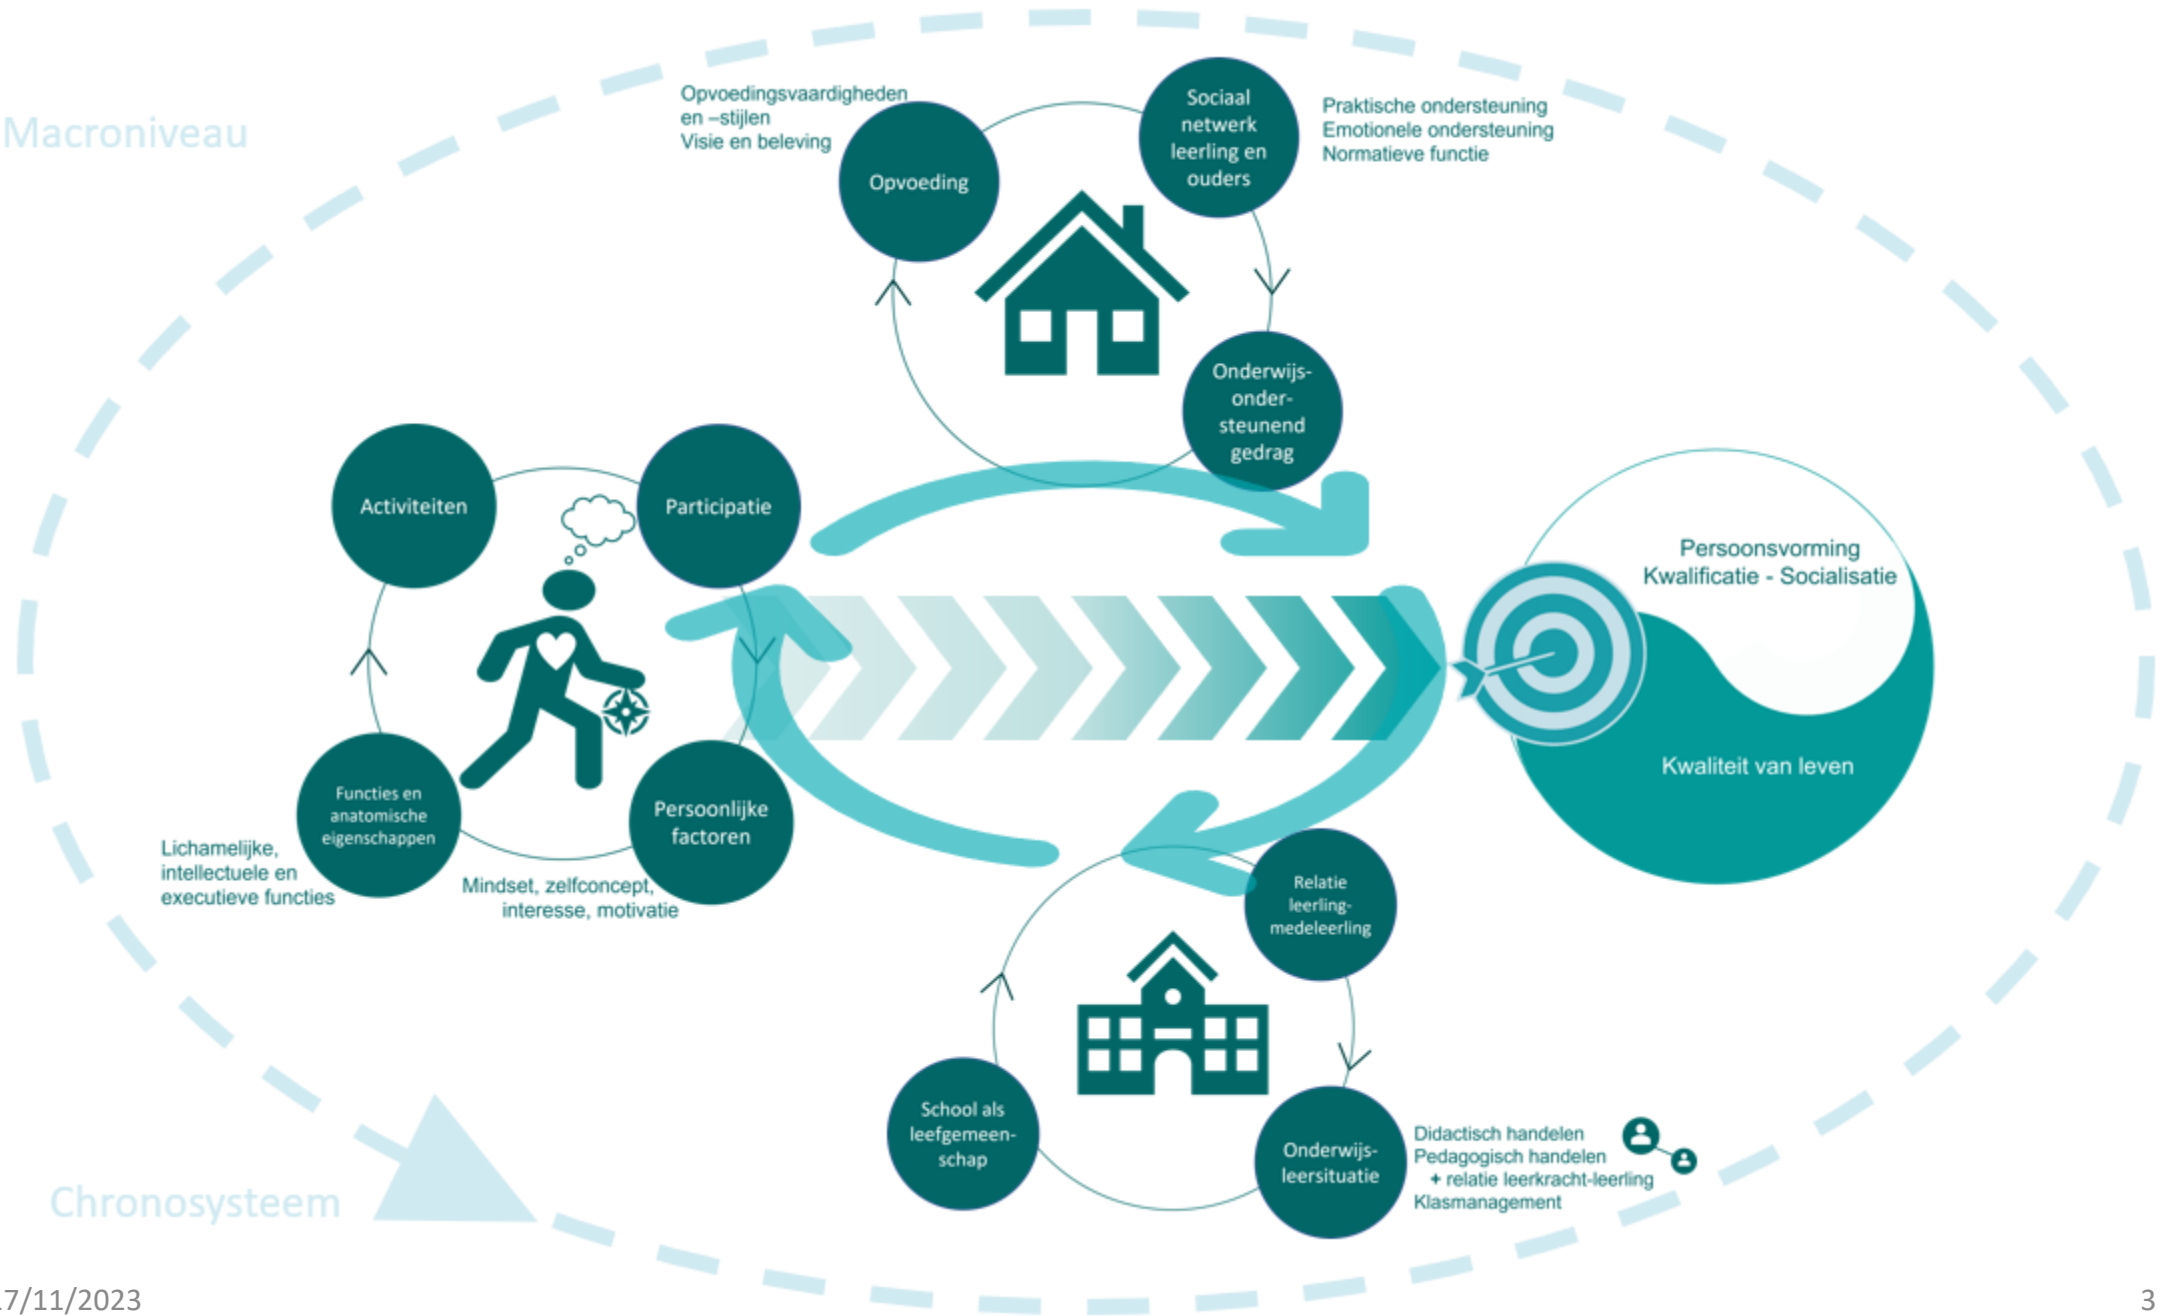 Macroniveau
Opvoedingsvaardigheden
en –stijlen
Visie en beleving
Opvoeding
Sociaal
netwerk
leerling en
ouders
Praktische ondersteuning
Emotionele ondersteuning
Normatieve functie
Onderwijs-
onder-
steunend
gedrag
Activiteiten
Participatie
Functies en
anatomische
eigenschappen
Lichamelijke,
intellectuele en
executieve functies
Persoonlijke
factoren
Mindset, zelfconcept,
interesse, motivatie
Persoonsvorming
Kwalificatie - Socialisatie
Kwaliteit van leven
Relatie
leerling-
medeleerling
School als
leefgemeen-
schap
Onderwijs-
leersituatie
Didactisch handelen
Pedagogisch handelen
+ relatie leerkracht-leerling
Klasmanagement
Chronosysteem
7/11/2023
3